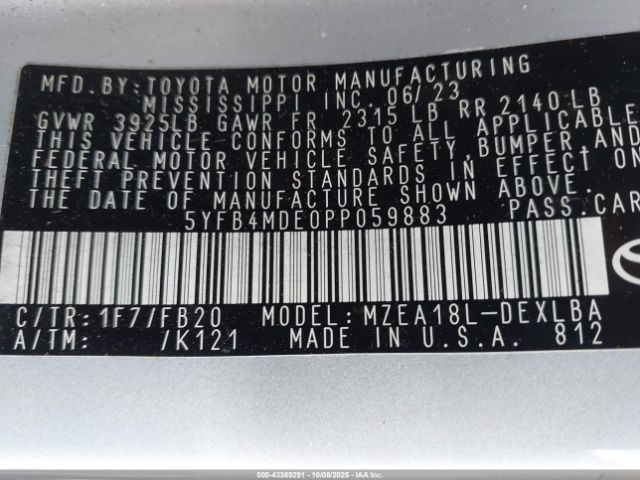 MFD.BY:TOYOTA MOTOR MANUFACTURING
MISSISSIPPI INC. 06/23
GVWR 3925LB GAWR FR 2315 LB RR 2140 LB
THIS VEHICLE CONFORMS TO ALL APPLICABLE
FEDERAL MOTOR VEHICLE SAFETY,BUMPER,AND
THEFT PREVENTION STANDARDS IN EFFECT ON
THE DATE OF MANUFACTURE SHOWN ABOVE.
5YFB4MDE0PP059883 PASS.CAR
C/TR:1F7/FB20 MODEL:MZEA18L-DEXLBA
A/TM: /K121 MADE IN U.S.A. 812
000-43389291 - 10/08/2025 - IAAI.COM